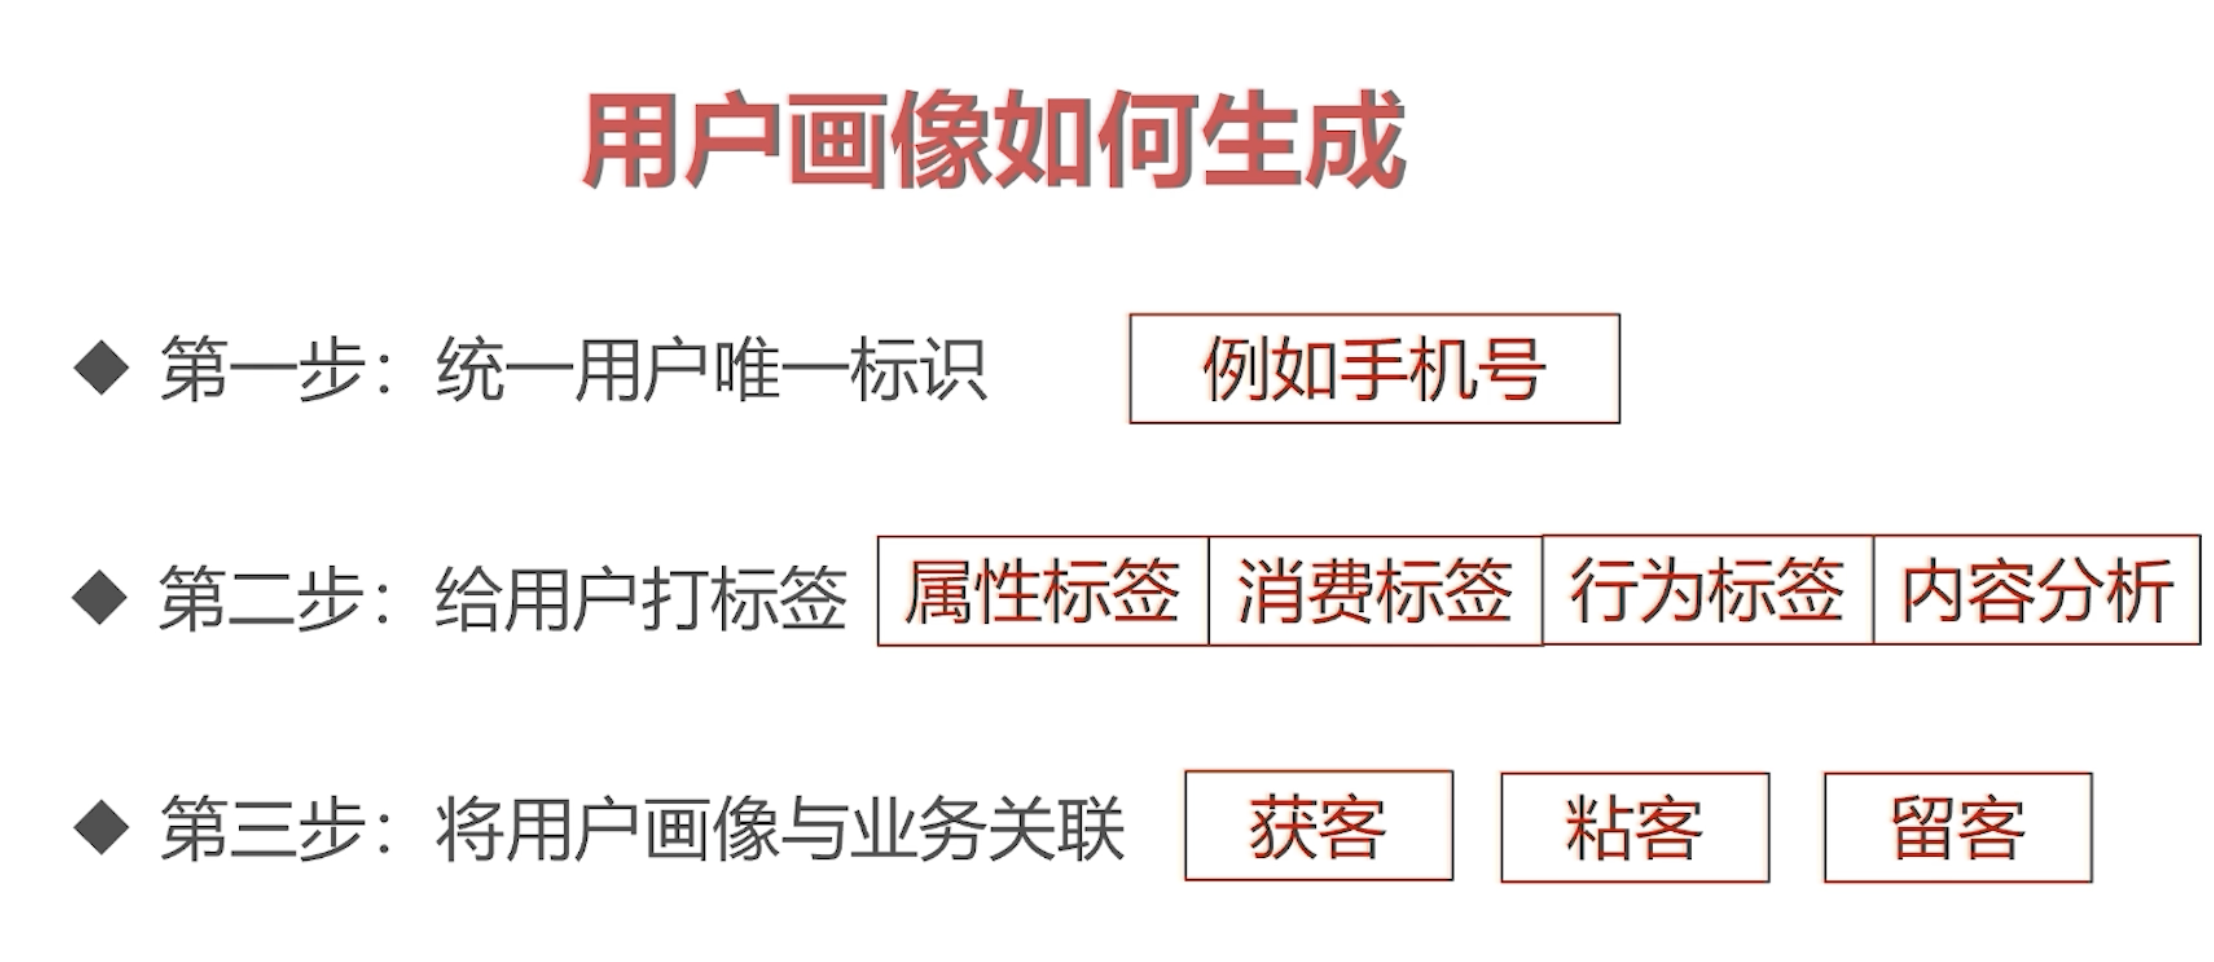 用户画像如何生成
◆ 第一步：统一用户唯一标识 例如手机号
◆ 第二步：给用户打标签 属性标签 消费标签 行为标签 内容分析
◆ 第三步：将用户画像与业务关联 获客 粘客 留客